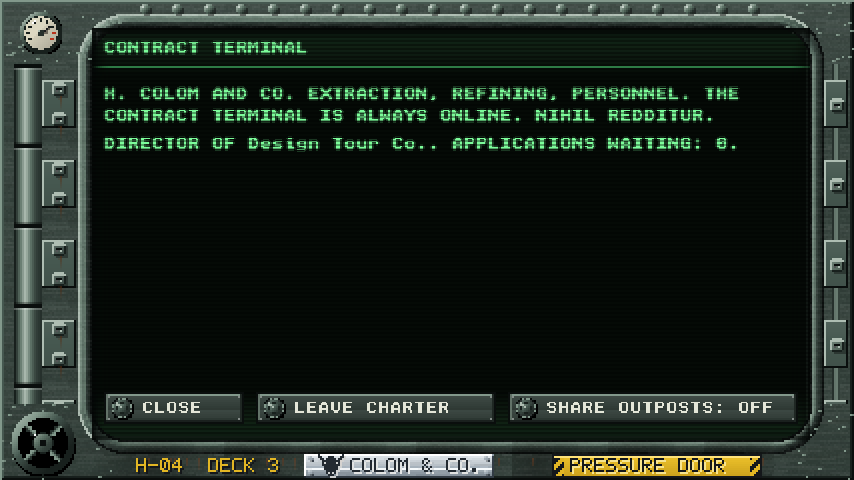 CONTRACT TERMINAL
H. COLOM AND CO. EXTRACTION, REFINING, PERSONNEL. THE
CONTRACT TERMINAL IS ALWAYS ONLINE. NIHIL REDDITUR.
DIRECTOR OF Design Tour Co.. APPLICATIONS WAITING: 0.
CLOSE
LEAVE CHARTER
SHARE OUTPOSTS: OFF
H-04 DECK 3
COLOM & CO.
PRESSURE DOOR